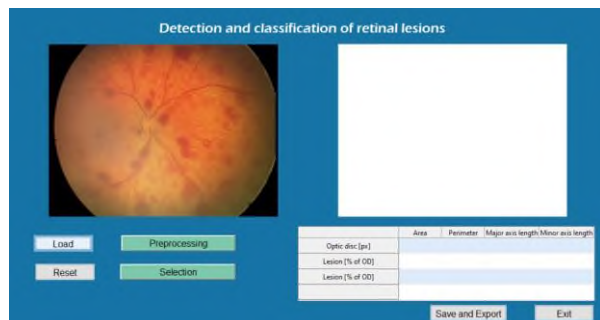 Detection and classification of retinal lesions
Load
Preprocessing
Reset
Selection
Area Perimeter Major axis length Minor axis length
Optic disc [px]
Lesion [% of OD]
Lesion [% of OD]
Save and Export
Exit